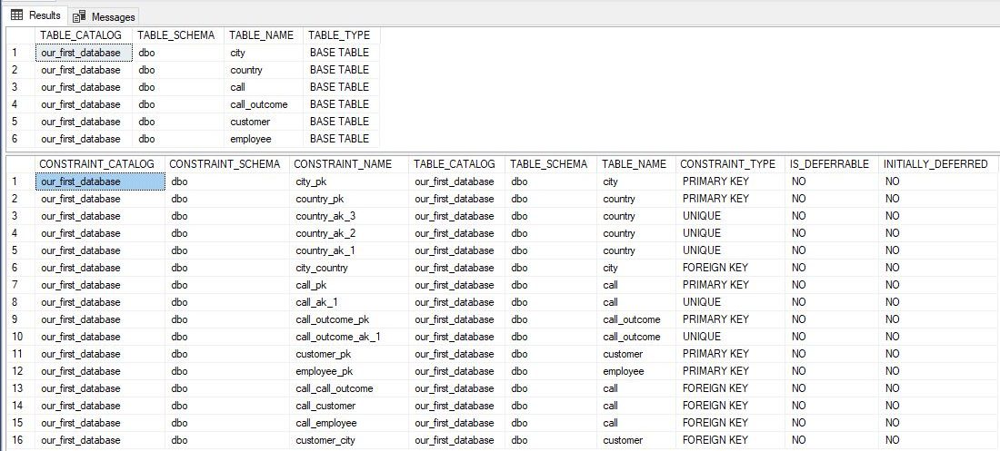 Results Messages
TABLE_CATALOG TABLE_SCHEMA TABLE_NAME TABLE_TYPE
1 our_first_database dbo city BASE TABLE
2 our_first_database dbo country BASE TABLE
3 our_first_database dbo call BASE TABLE
4 our_first_database dbo call_outcome BASE TABLE
5 our_first_database dbo customer BASE TABLE
6 our_first_database dbo employee BASE TABLE
CONSTRAINT_CATALOG CONSTRAINT_SCHEMA CONSTRAINT_NAME TABLE_CATALOG TABLE_SCHEMA TABLE_NAME CONSTRAINT_TYPE IS_DEFERRABLE INITIALLY_DEFERRED
1 our_first_database dbo city_pk our_first_database dbo city PRIMARY KEY NO NO
2 our_first_database dbo country_pk our_first_database dbo country PRIMARY KEY NO NO
3 our_first_database dbo country_ak_3 our_first_database dbo country UNIQUE NO NO
4 our_first_database dbo country_ak_2 our_first_database dbo country UNIQUE NO NO
5 our_first_database dbo country_ak_1 our_first_database dbo country UNIQUE NO NO
6 our_first_database dbo city_country our_first_database dbo city FOREIGN KEY NO NO
7 our_first_database dbo call_pk our_first_database dbo call PRIMARY KEY NO NO
8 our_first_database dbo call_ak_1 our_first_database dbo call UNIQUE NO NO
9 our_first_database dbo call_outcome_pk our_first_database dbo call_outcome PRIMARY KEY NO NO
10 our_first_database dbo call_outcome_ak_1 our_first_database dbo call_outcome UNIQUE NO NO
11 our_first_database dbo customer_pk our_first_database dbo customer PRIMARY KEY NO NO
12 our_first_database dbo employee_pk our_first_database dbo employee PRIMARY KEY NO NO
13 our_first_database dbo call_call_outcome our_first_database dbo call FOREIGN KEY NO NO
14 our_first_database dbo call_customer our_first_database dbo call FOREIGN KEY NO NO
15 our_first_database dbo call_employee our_first_database dbo call FOREIGN KEY NO NO
16 our_first_database dbo customer_city our_first_database dbo customer FOREIGN KEY NO NO